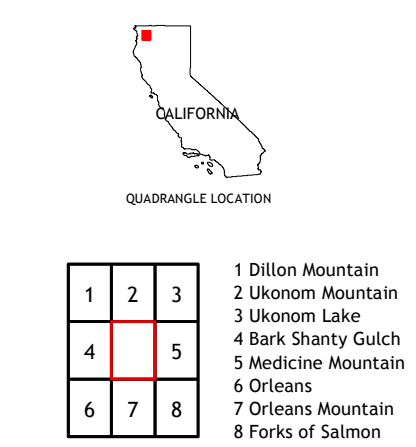 CALIFORNIA
QUADRANGLE LOCATION
1 2 3
4 5
6 7 8
1 Dillon Mountain
2 Ukonom Mountain
3 Ukonom Lake
4 Bark Shanty Gulch
5 Medicine Mountain
6 Orleans
7 Orleans Mountain
8 Forks of Salmon